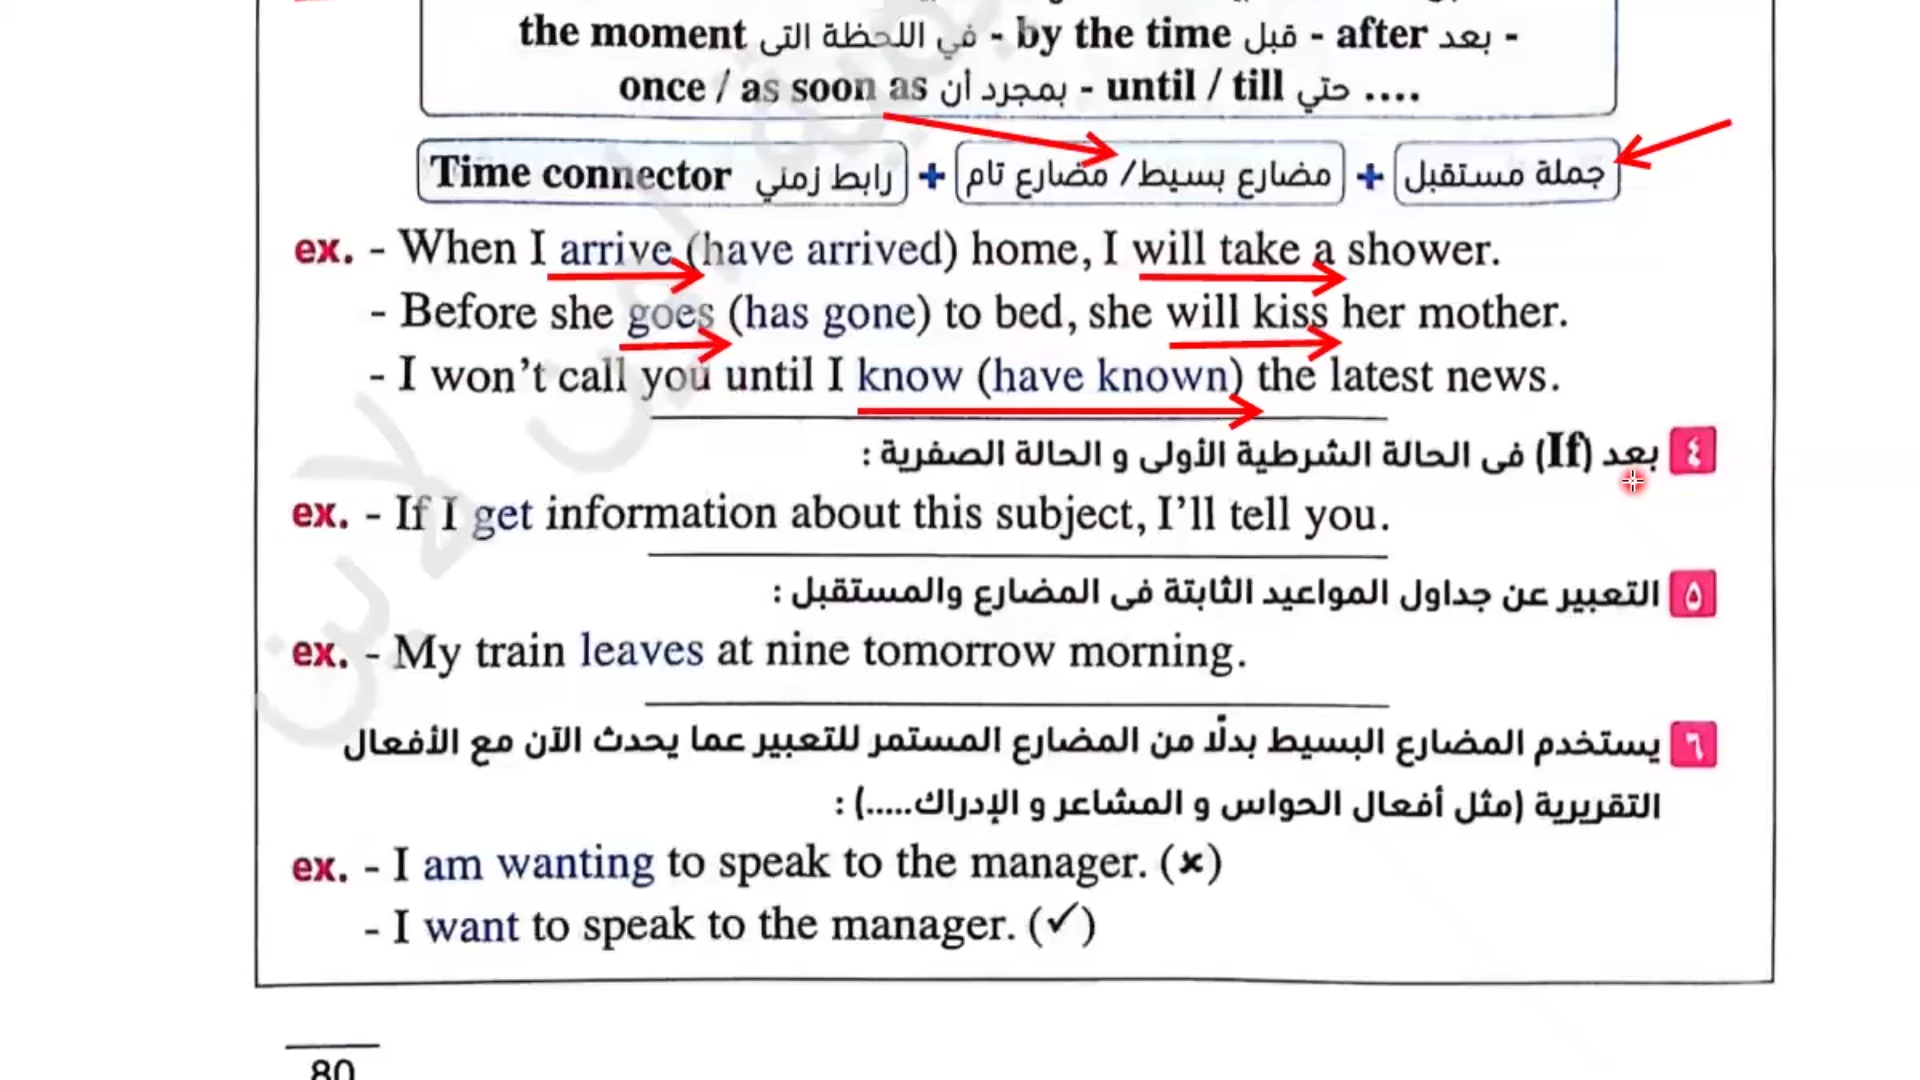 the moment في اللحظة التى - by the time قبل - after بعد -
once / as soon as بمجرد أن - until / till حتي ....
Time connector رابط زمني + مضارع بسيط/ مضارع تام + جملة مستقبل
ex. - When I arrive (have arrived) home, I will take a shower.
- Before she goes (has gone) to bed, she will kiss her mother.
- I won't call you until I know (have known) the latest news.
٤ بعد (If) فى الحالة الشرطية الأولى و الحالة الصفرية :
ex. - If I get information about this subject, I'll tell you.
٥ التعبير عن جداول المواعيد الثابتة فى المضارع والمستقبل :
ex. - My train leaves at nine tomorrow morning.
٦ يستخدم المضارع البسيط بدلًا من المضارع المستمر للتعبير عما يحدث الآن مع الأفعال
التقريرية (مثل أفعال الحواس و المشاعر و الإدراك.....) :
ex. - I am wanting to speak to the manager. (×)
- I want to speak to the manager. (✓)
80